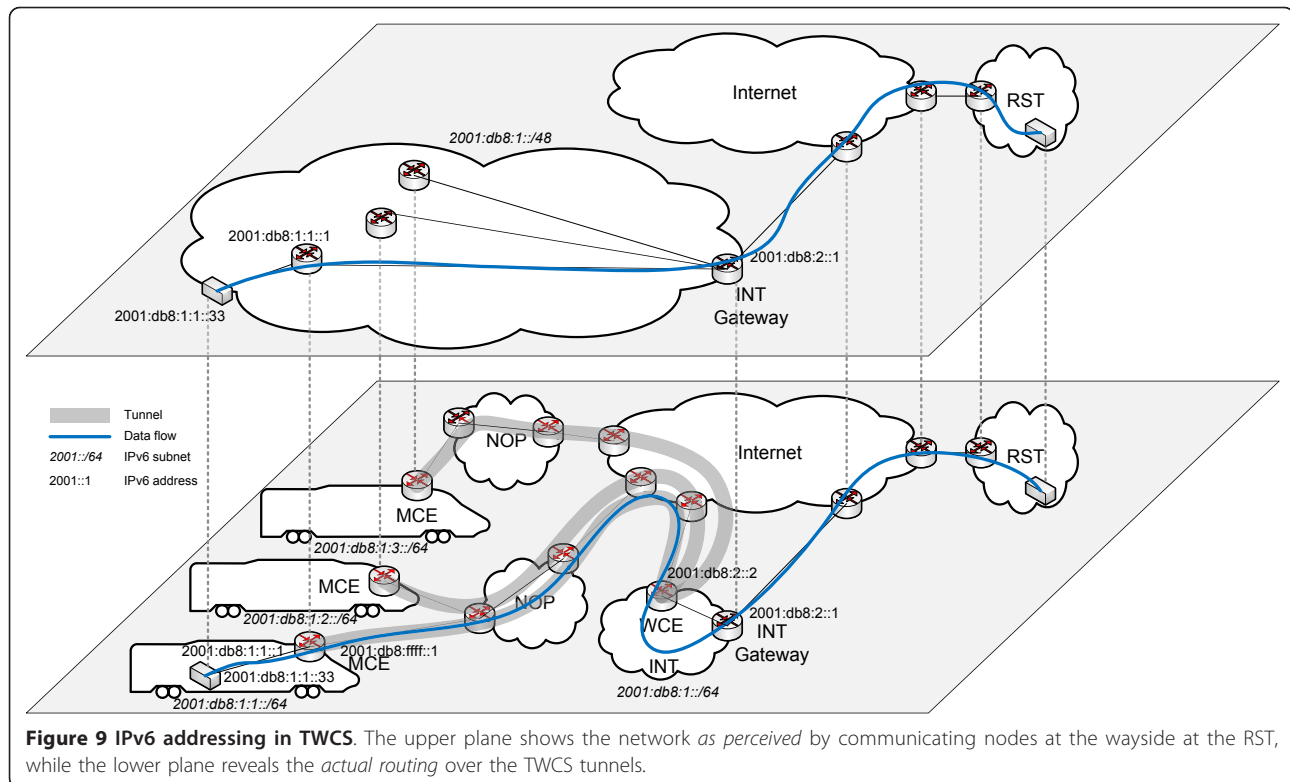 Internet
RST
2001:db8:1::/48
2001:db8:1:1::1
2001:db8:2::1
INT
Gateway
2001:db8:1:1::33
Tunnel
Data flow
2001::/64 IPv6 subnet
2001::1 IPv6 address
NOP
Internet
RST
MCE
2001:db8:1:3::/64
MCE
2001:db8:1:2::/64
NOP
2001:db8:2::2
WCE
2001:db8:2::1
INT
Gateway
INT
2001:db8:1::/64
2001:db8:1:1::1
2001:db8:ffff::1
MCE
2001:db8:1:1::33
2001:db8:1:1::/64
Figure 9 IPv6 addressing in TWCS. The upper plane shows the network as perceived by communicating nodes at the wayside at the RST,
while the lower plane reveals the actual routing over the TWCS tunnels.